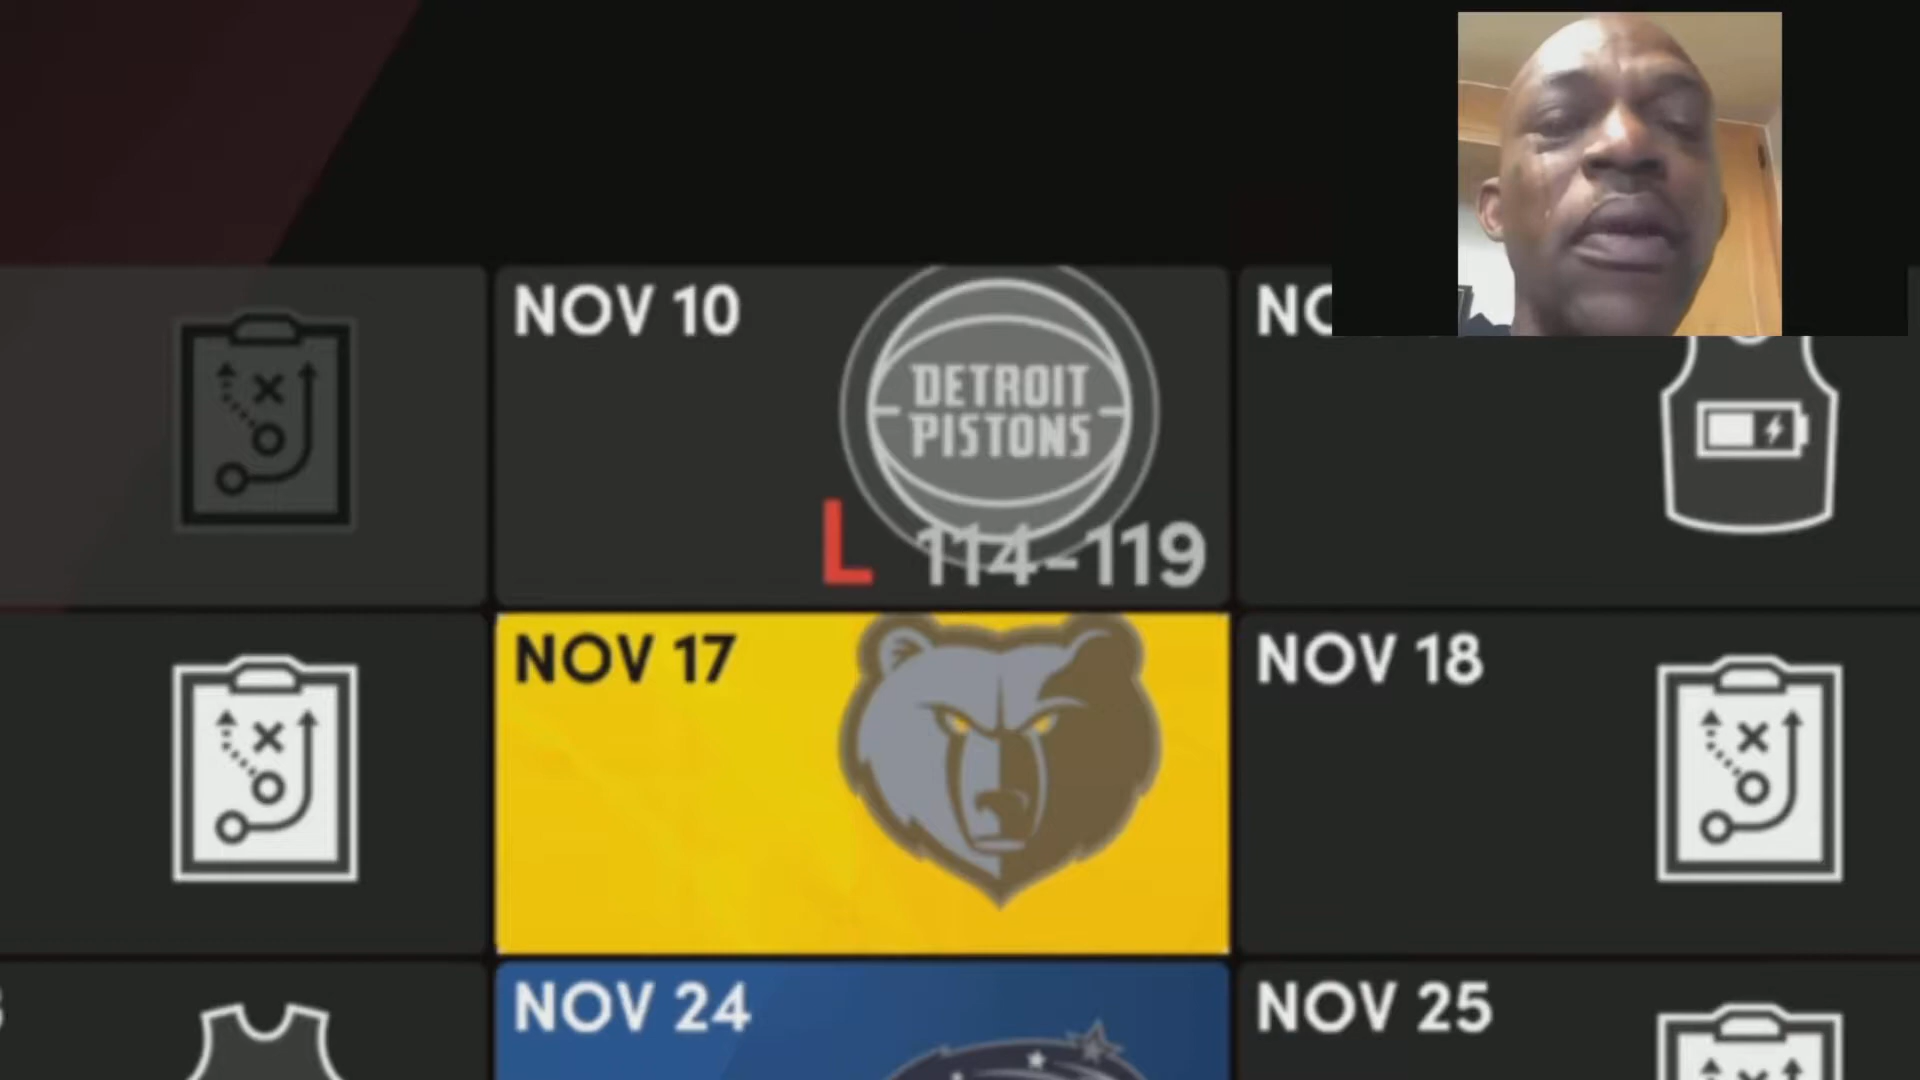 NOV 10
DETROIT
PISTONS
L 114-119
NOV 17
NOV 18
NOV 24
NOV 25